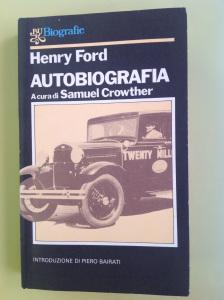 BUR Biografie
Henry Ford
AUTOBIOGRAFIA
A cura di Samuel Crowther
TWENTY MILL
INTRODUZIONE DI PIERO BAIRATI